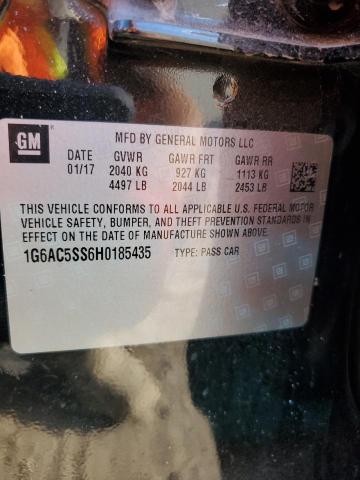 GM
MFD BY GENERAL MOTORS LLC
DATE GVWR GAWR FRT GAWR RR
01/17 2040 KG 927 KG 1113 KG
4497 LB 2044 LB 2453 LB
THIS VEHICLE CONFORMS TO ALL APPLICABLE U.S. FEDERAL MOTOR
VEHICLE SAFETY, BUMPER, AND THEFT PREVENTION STANDARDS IN
EFFECT ON THE DATE OF MANUFACTURE SHOWN ABOVE.
1G6AC5SS6H0185435 TYPE: PASS CAR